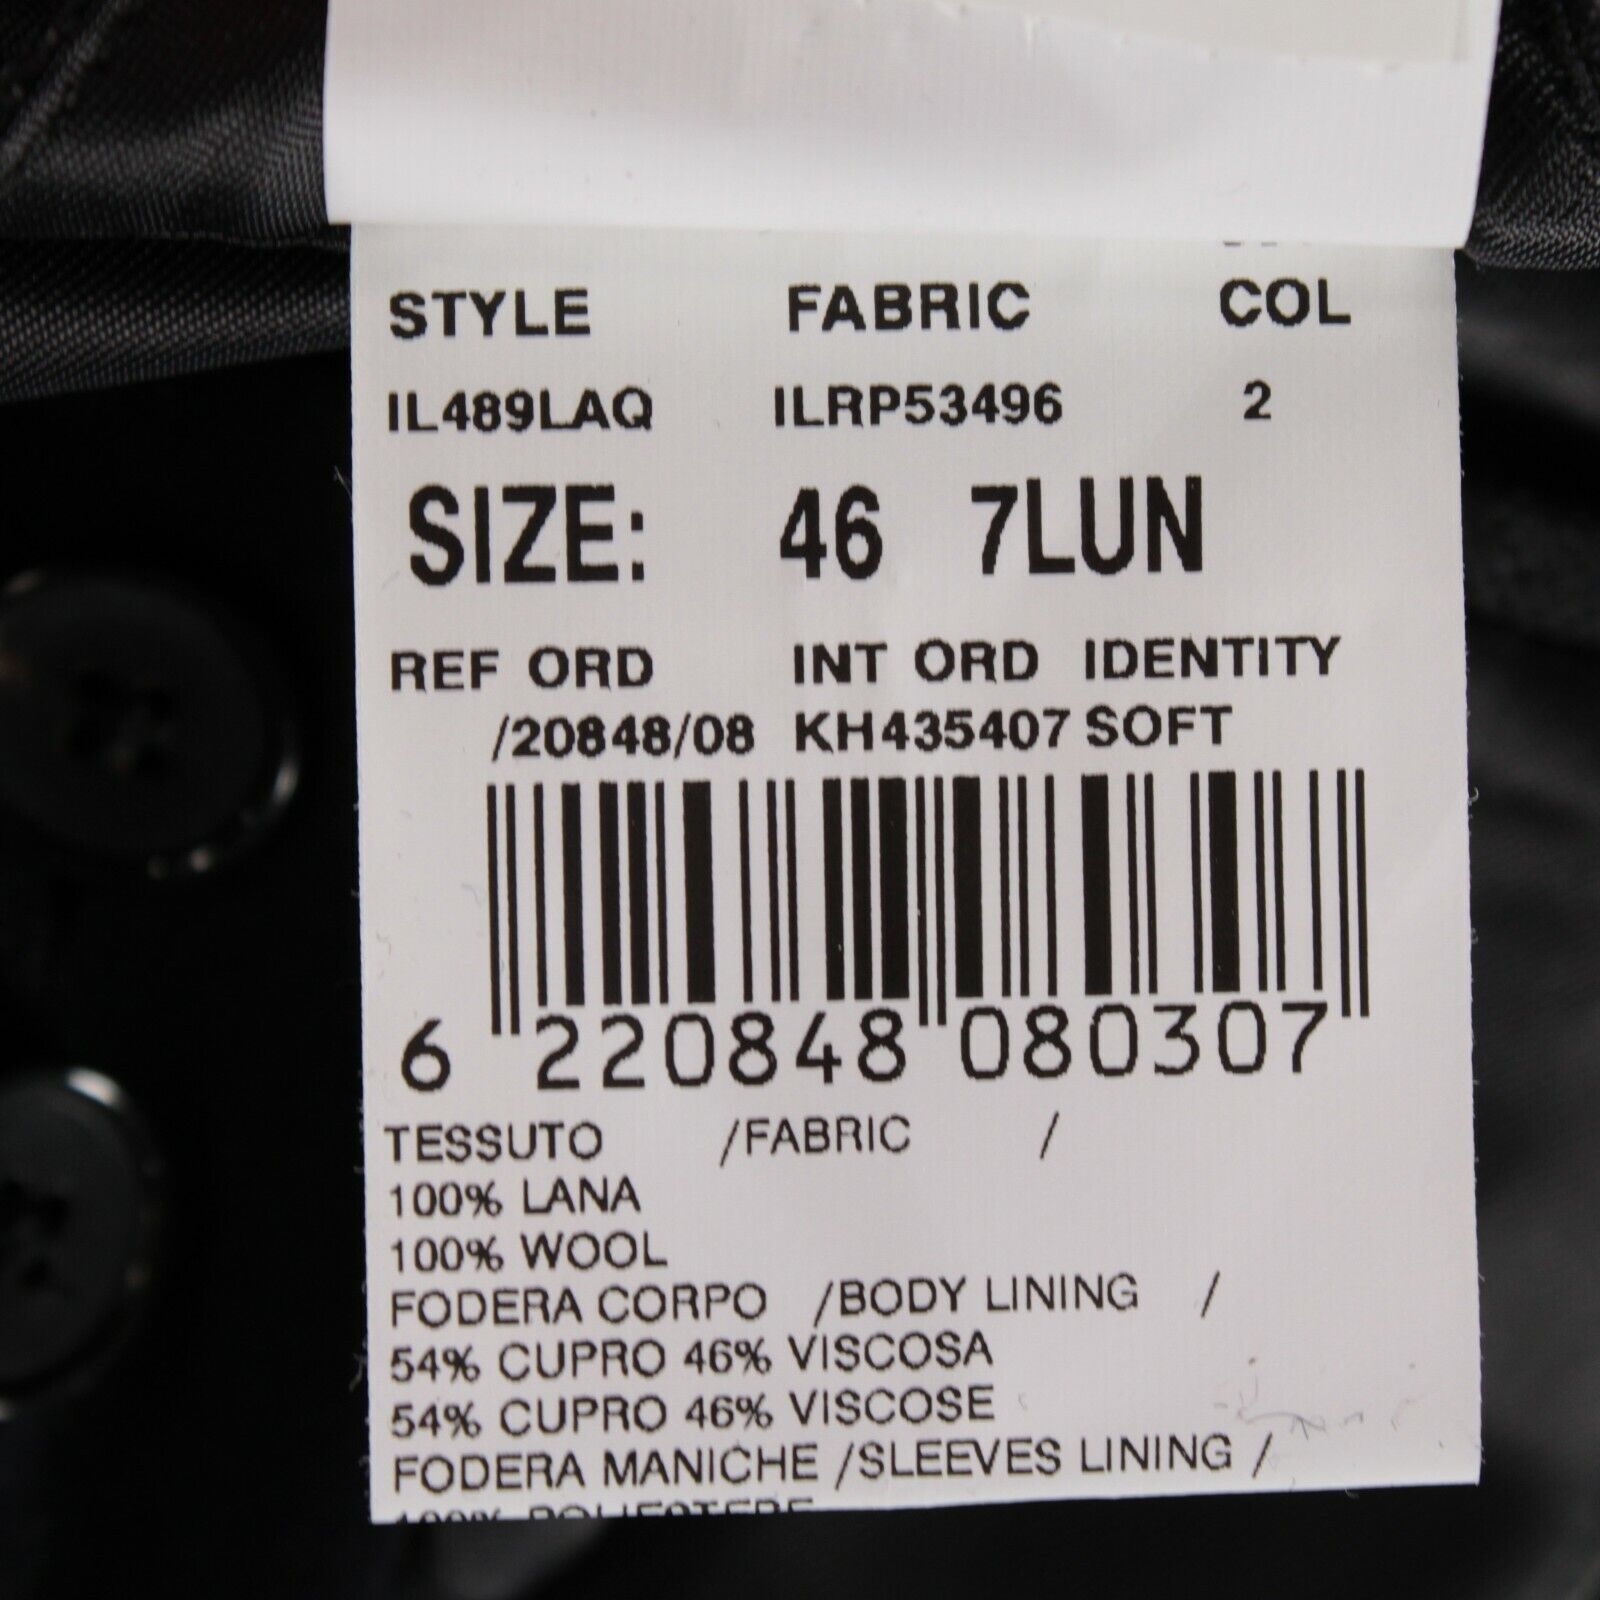 STYLE FABRIC COL
IL489LAQ ILRP53496 2
SIZE: 46 7LUN
REF ORD INT ORD IDENTITY
/20848/08 KH435407 SOFT
6 220848 080307
TESSUTO /FABRIC /
100% LANA
100% WOOL
FODERA CORPO /BODY LINING /
54% CUPRO 46% VISCOSA
54% CUPRO 46% VISCOSE
FODERA MANICHE /SLEEVES LINING /
100% POLIESTERE